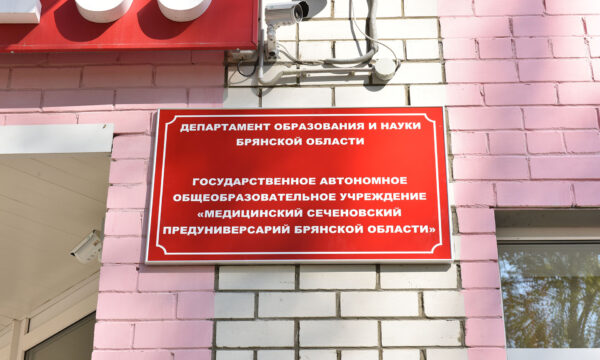 ДЕПАРТАМЕНТ ОБРАЗОВАНИЯ И НАУКИ
БРЯНСКОЙ ОБЛАСТИ
ГОСУДАРСТВЕННОЕ АВТОНОМНОЕ
ОБЩЕОБРАЗОВАТЕЛЬНОЕ УЧРЕЖДЕНИЕ
«МЕДИЦИНСКИЙ СЕЧЕНОВСКИЙ
ПРЕДУНИВЕРСАРИЙ БРЯНСКОЙ ОБЛАСТИ»